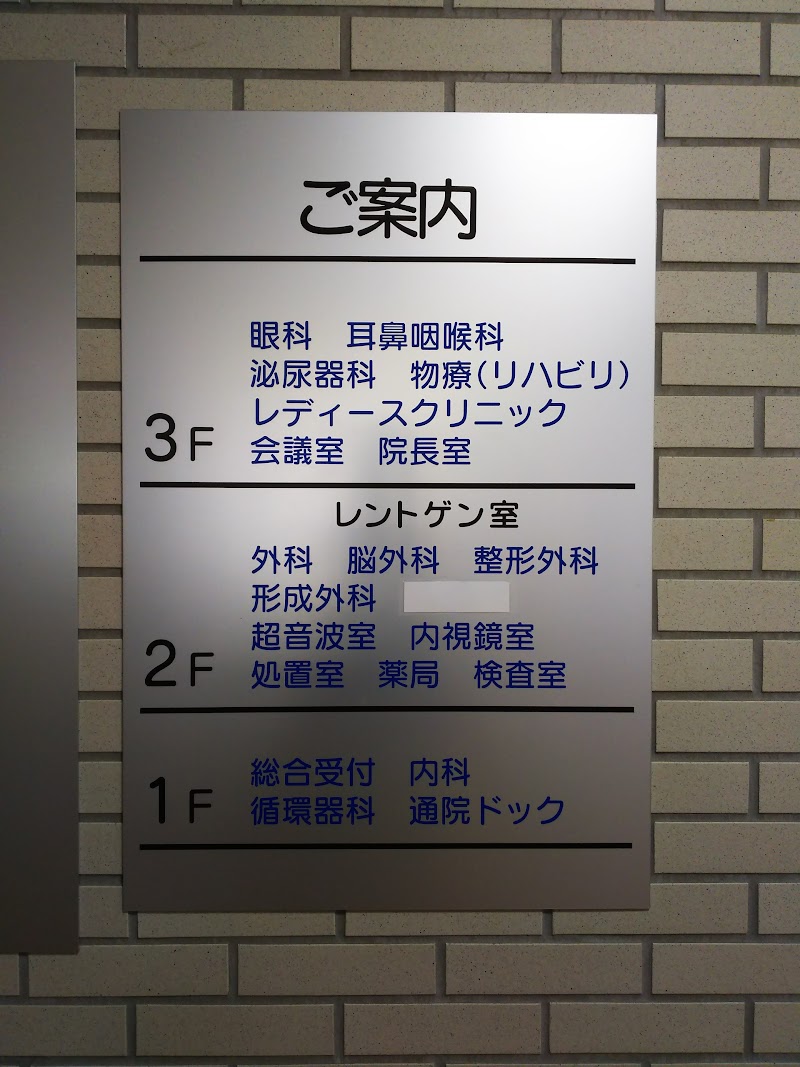 ご案内
眼科　耳鼻咽喉科
泌尿器科　物療(リハビリ)
レディースクリニック
3F　会議室　院長室
レントゲン室
外科　脳外科　整形外科
形成外科
超音波室　内視鏡室
2F　処置室　薬局　検査室
総合受付　内科
1F　循環器科　通院ドック